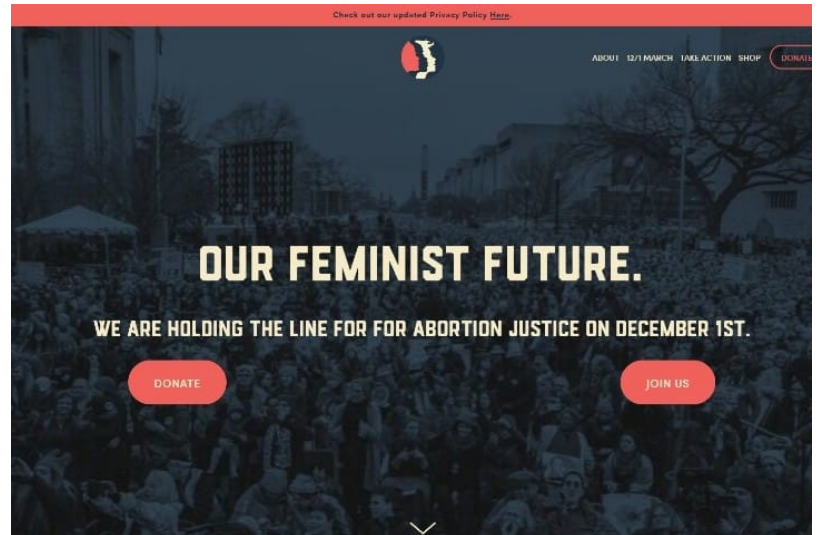 Check out our updated Privacy Policy Here.
ABOUT 12/1 MARCH TAKE ACTION SHOP DONATE
OUR FEMINIST FUTURE.
WE ARE HOLDING THE LINE FOR FOR ABORTION JUSTICE ON DECEMBER 1ST.
DONATE JOIN US